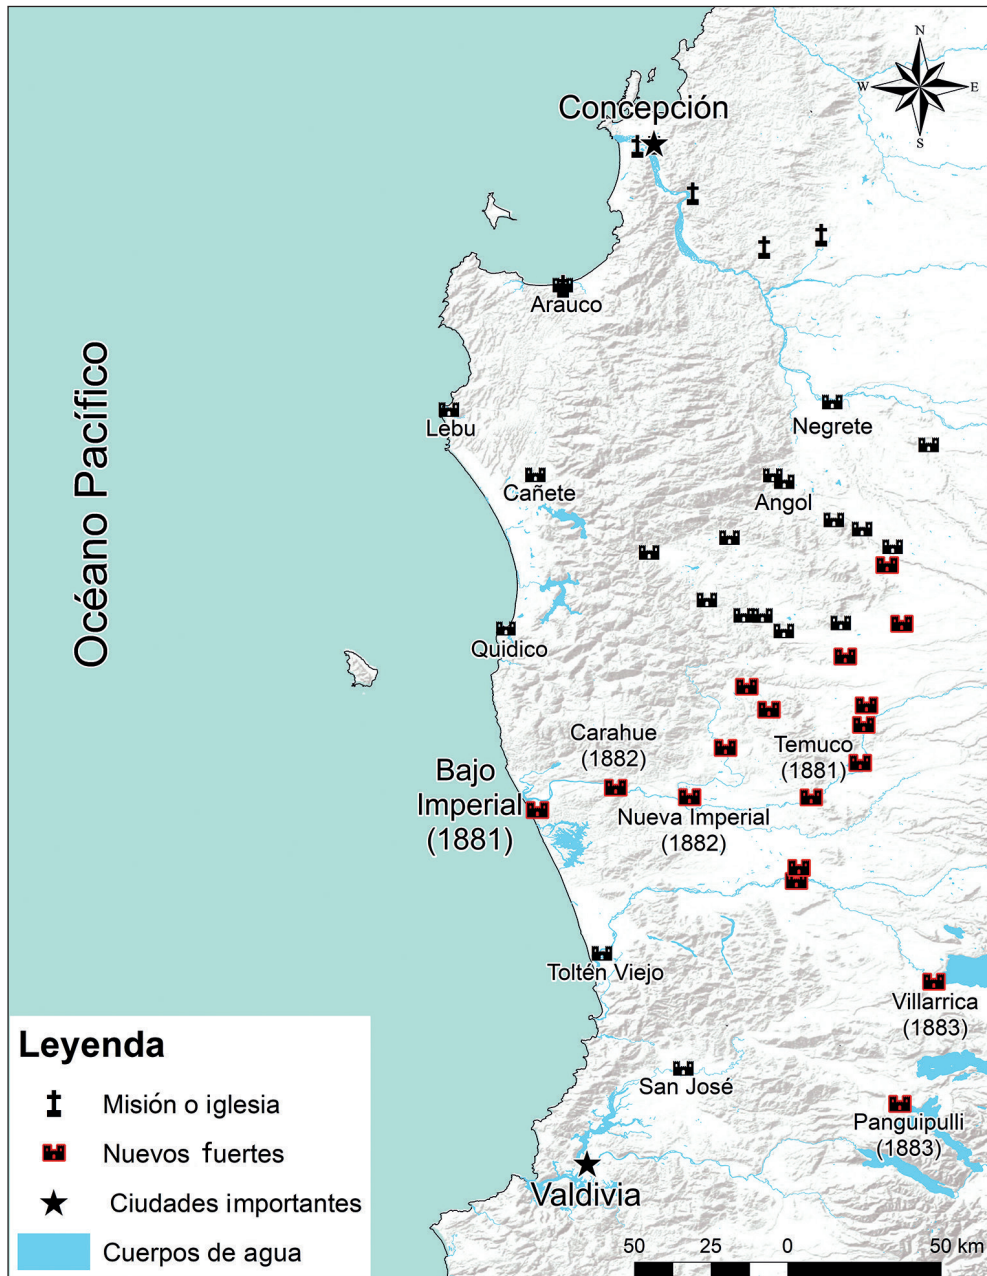 N
W
E
S
Concepción
Arauco
Océano Pacífico
Lebu
Negrete
Cañete
Angol
Quidico
Carahue
(1882)
Temuco
(1881)
Bajo
Imperial
(1881)
Nueva Imperial
(1882)
Toltén Viejo
Villarrica
(1883)
San José
Panguipulli
(1883)
Valdivia
Leyenda
Misión o iglesia
Nuevos fuertes
Ciudades importantes
Cuerpos de agua
50 25 0 50 km